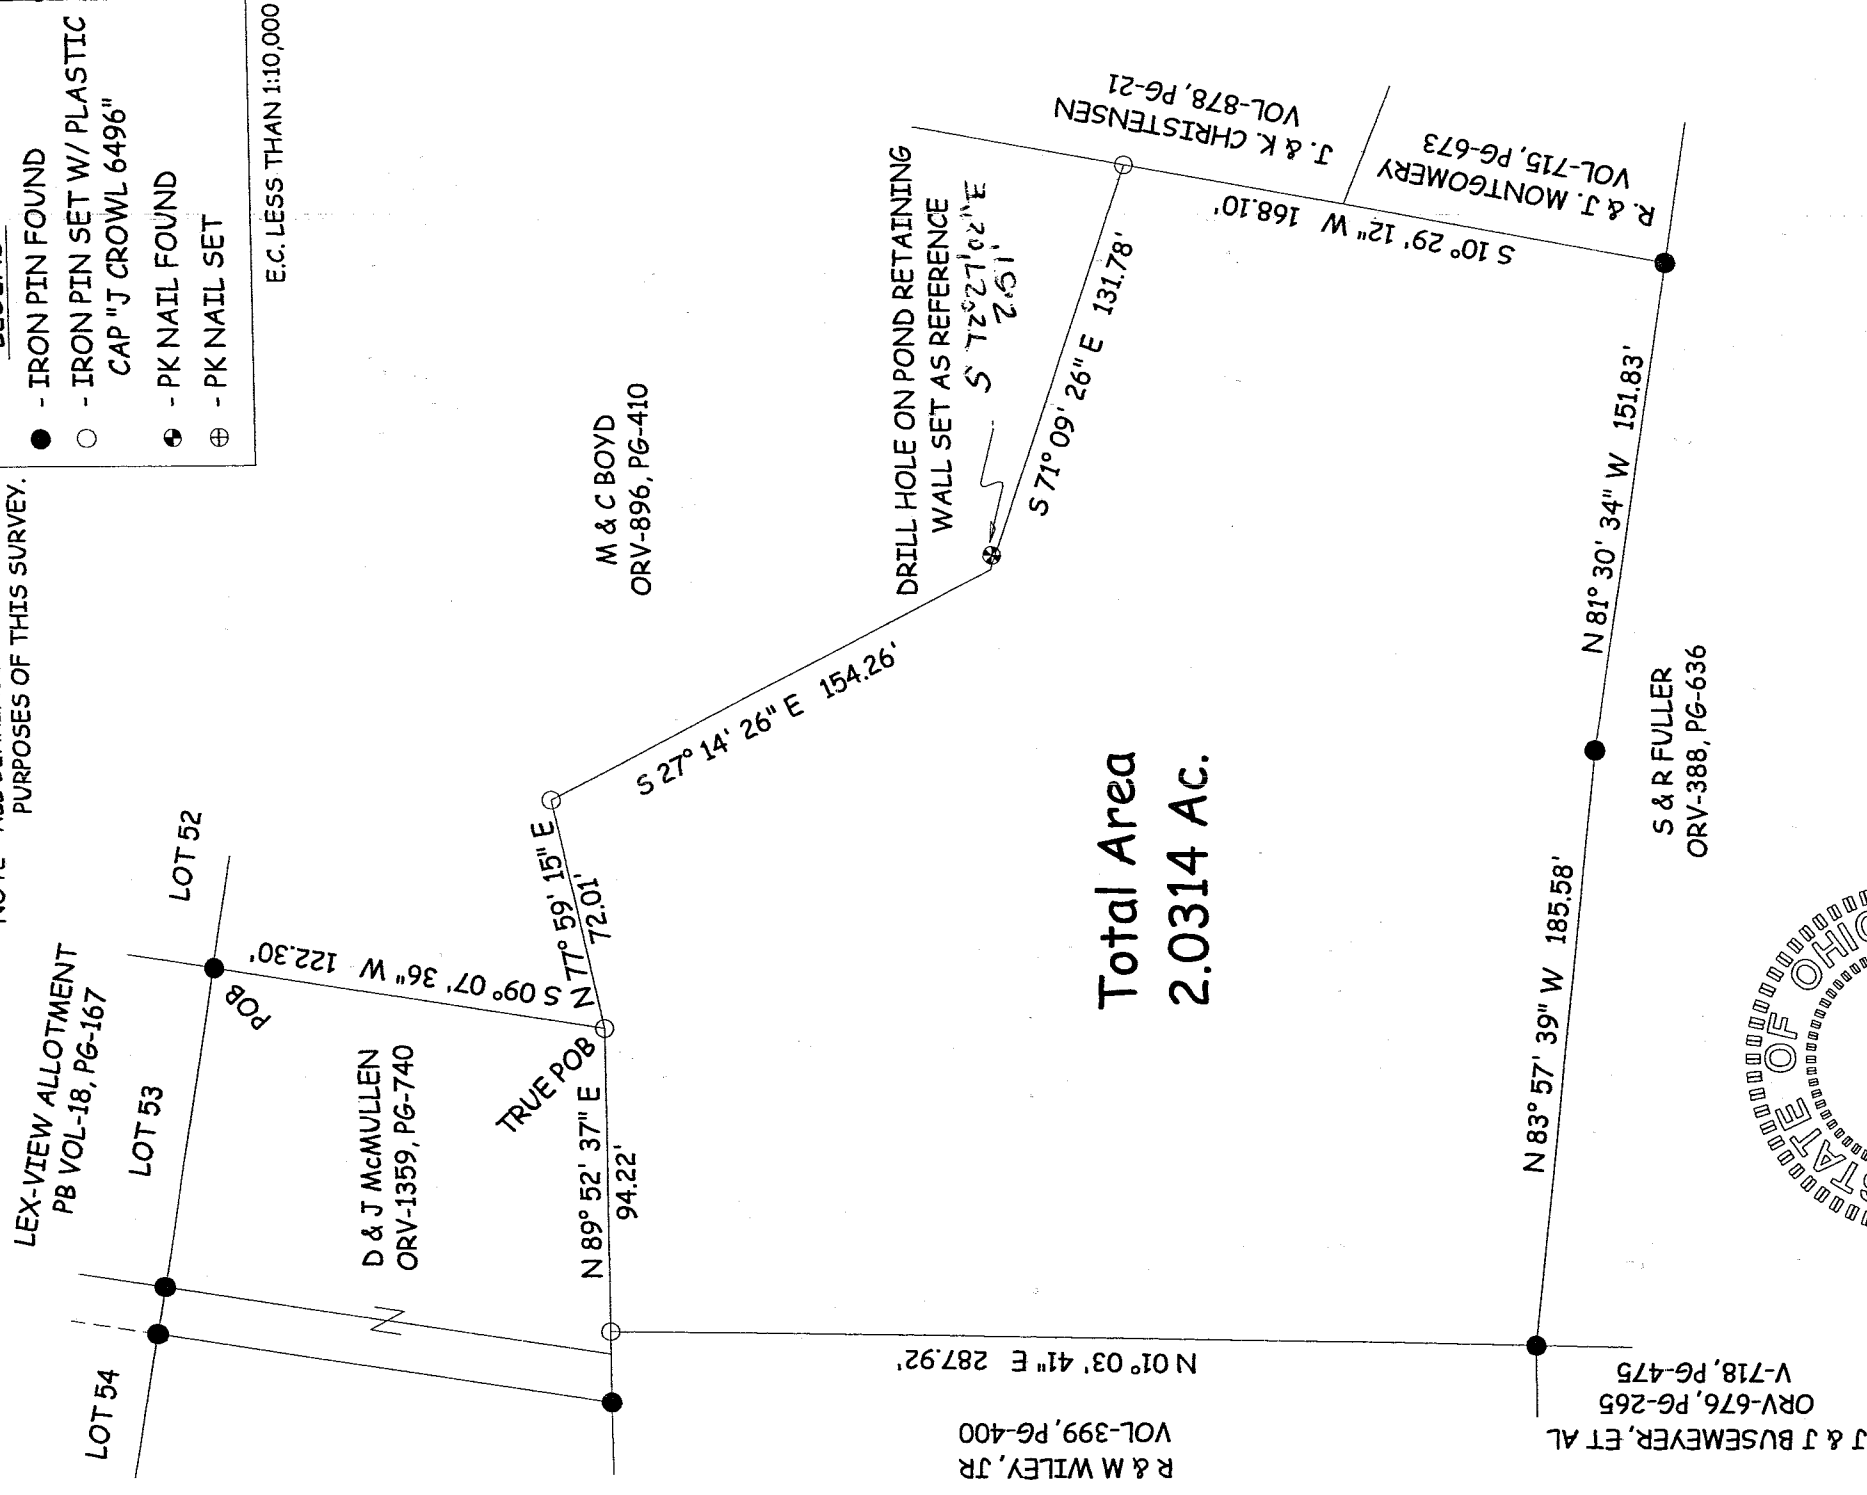 PURPOSES OF THIS SURVEY.
- IRON PIN FOUND
- IRON PIN SET W/ PLASTIC
CAP "J CROWL 6496"
- PK NAIL FOUND
- PK NAIL SET
E.C. LESS THAN 1:10,000
LEX-VIEW ALLOTMENT
PB VOL-18, PG-167
LOT 52
LOT 53
LOT 54
POB
S 09° 07' 36" W 122.30'
D & J McMULLEN
ORV-1359, PG-740
TRUE POB
N 89° 52' 37" E
94.22'
N 77° 59' 15" E
72.01'
M & C BOYD
ORV-896, PG-410
S 27° 14' 26" E 154.26'
DRILL HOLE ON POND RETAINING
WALL SET AS REFERENCE
S 71° 09' 26" E 131.78'
J. & K. CHRISTENSEN
VOL-878, PG-21
R. & J. MONTGOMERY
VOL-715, PG-673
S 10° 29' 12" W 168.10'
N 81° 30' 34" W 151.83'
S & R FULLER
ORV-388, PG-636
N 83° 57' 39" W 185.58'
Total Area
2.0314 Ac.
N 01° 03' 41" E 287.92'
R & M WILEY, JR
VOL-399, PG-400
J & J BUSEMEYER, ET AL
ORV-676, PG-265
V-718, PG-475
STATE OF OHIO